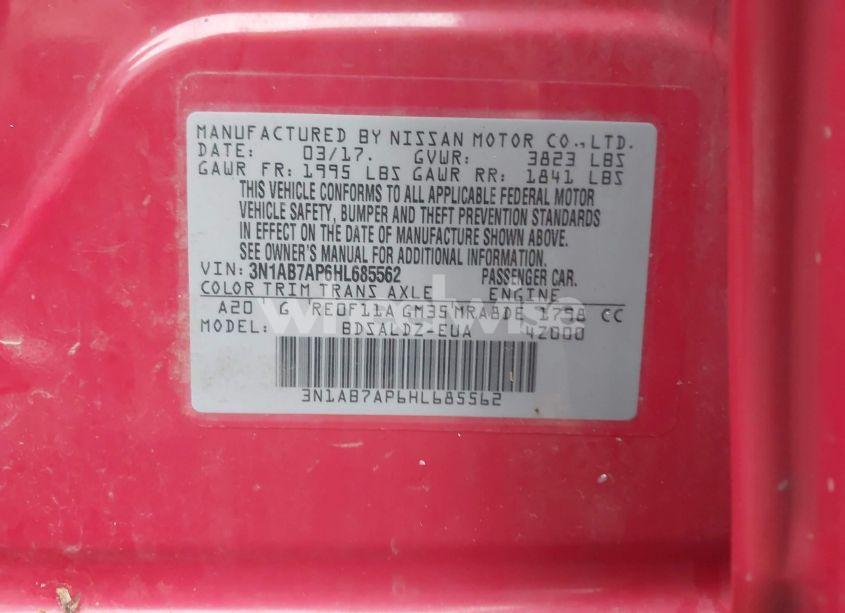 MANUFACTURED BY NISSAN MOTOR CO.,LTD.
DATE: 03/17. GVWR: 3823 LBS
GAWR FR: 1995 LBS GAWR RR: 1841 LBS
THIS VEHICLE CONFORMS TO ALL APPLICABLE FEDERAL MOTOR
VEHICLE SAFETY, BUMPER AND THEFT PREVENTION STANDARDS
IN EFFECT ON THE DATE OF MANUFACTURE SHOWN ABOVE.
SEE OWNER'S MANUAL FOR ADDITIONAL INFORMATION.
VIN: 3N1AB7AP6HL685562 PASSENGER CAR.
COLOR TRIM TRANS AXLE ENGINE
A20 G RE0F11A GM35 MRA8DE 1798 CC
MODEL: BDSALDZ-EUA 42000
3N1AB7AP6HL685562